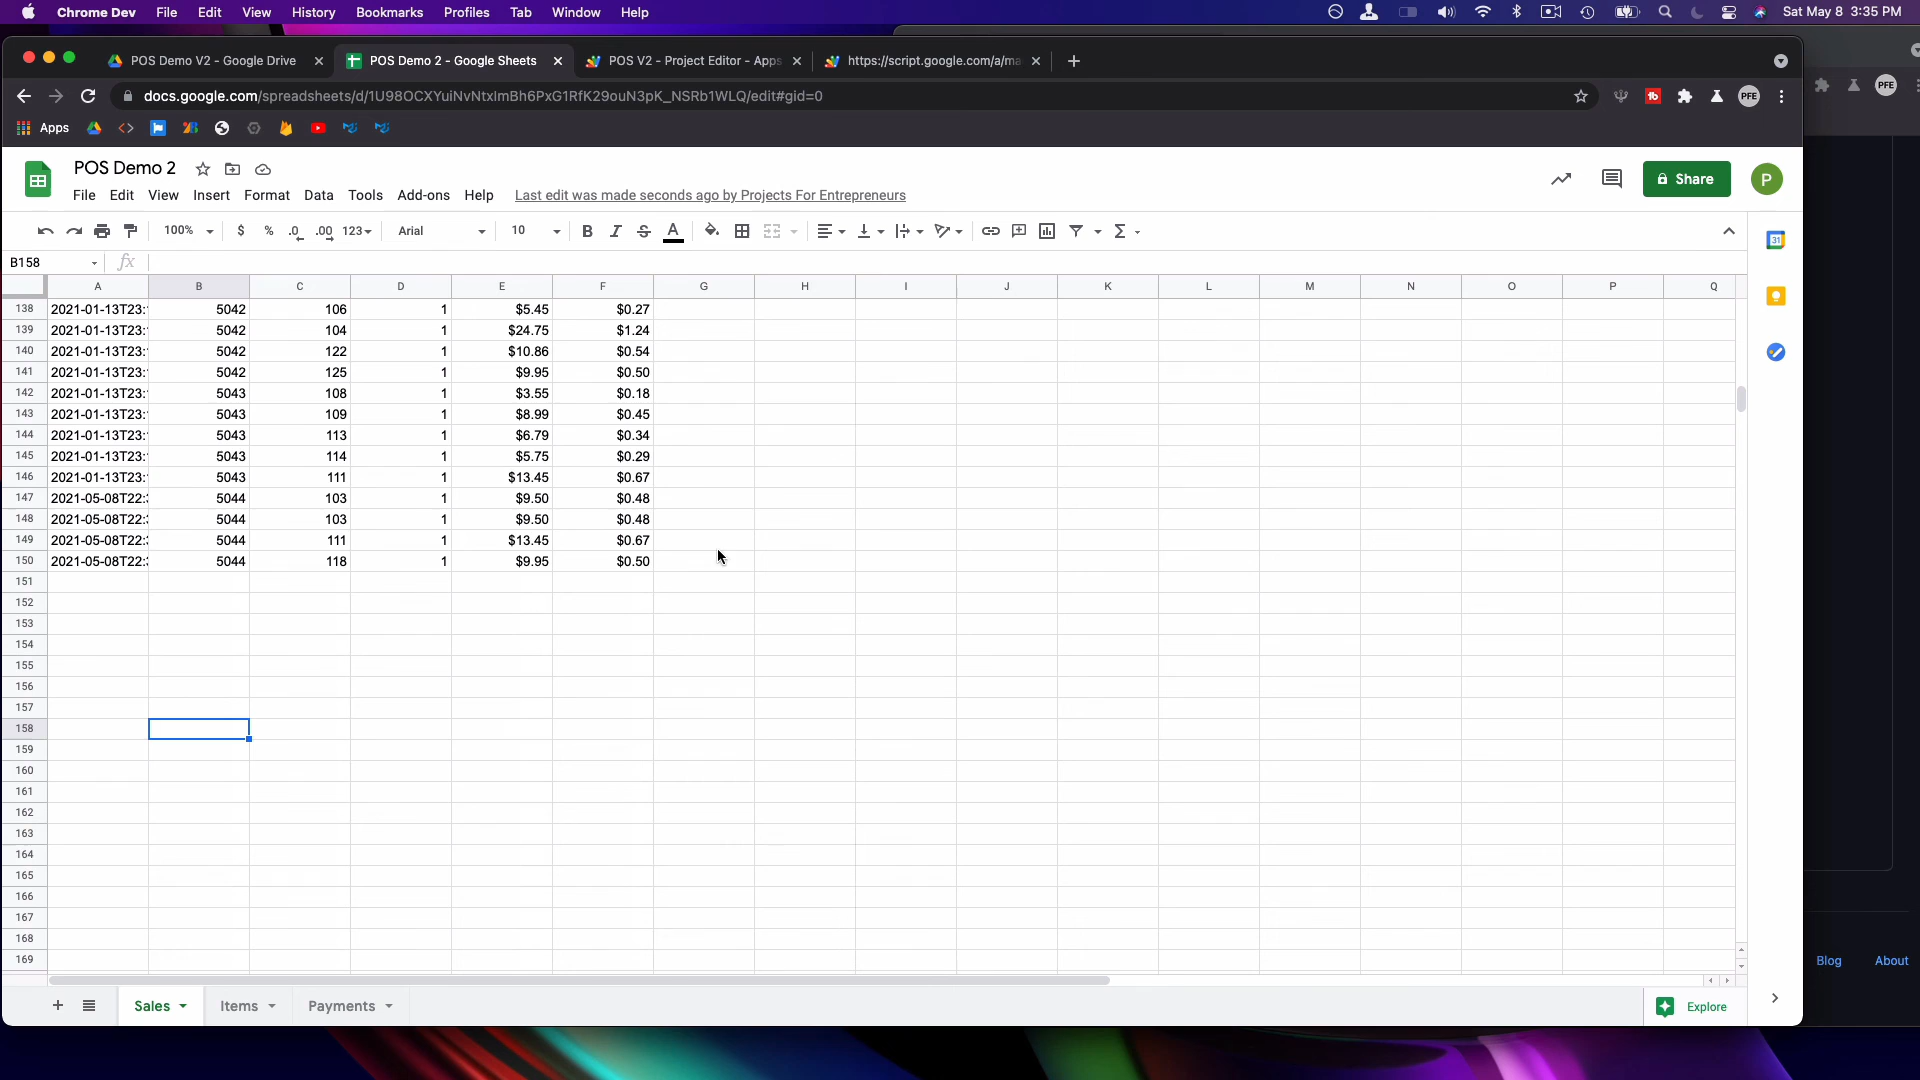 Chrome Dev File Edit View History Bookmarks Profiles Tab Window Help Sat May 8 3:35 PM
POS Demo V2 - Google Drive POS Demo 2 - Google Sheets POS V2 - Project Editor - Apps https://script.google.com/a/ma
docs.google.com/spreadsheets/d/1U98OCXYuiNvNtxlmBh6PxG1RfK29ouN3pK_NSRb1WLQ/edit#gid=0 PFE PFE
Apps
POS Demo 2
File Edit View Insert Format Data Tools Add-ons Help Last edit was made seconds ago by Projects For Entrepreneurs Share P
100% $ % .0 .00 123 Arial 10 B I S A
B158 fx
A B C D E F G H I J K L M N O P Q
138 2021-01-13T23: 5042 106 1 $5.45 $0.27
139 2021-01-13T23: 5042 104 1 $24.75 $1.24
140 2021-01-13T23: 5042 122 1 $10.86 $0.54
141 2021-01-13T23: 5042 125 1 $9.95 $0.50
142 2021-01-13T23: 5043 108 1 $3.55 $0.18
143 2021-01-13T23: 5043 109 1 $8.99 $0.45
144 2021-01-13T23: 5043 113 1 $6.79 $0.34
145 2021-01-13T23: 5043 114 1 $5.75 $0.29
146 2021-01-13T23: 5043 111 1 $13.45 $0.67
147 2021-05-08T22: 5044 103 1 $9.50 $0.48
148 2021-05-08T22: 5044 103 1 $9.50 $0.48
149 2021-05-08T22: 5044 111 1 $13.45 $0.67
150 2021-05-08T22: 5044 118 1 $9.95 $0.50
151
152
153
154
155
156
157
158
159
160
161
162
163
164
165
166
167
168
169
Blog About
Sales Items Payments Explore